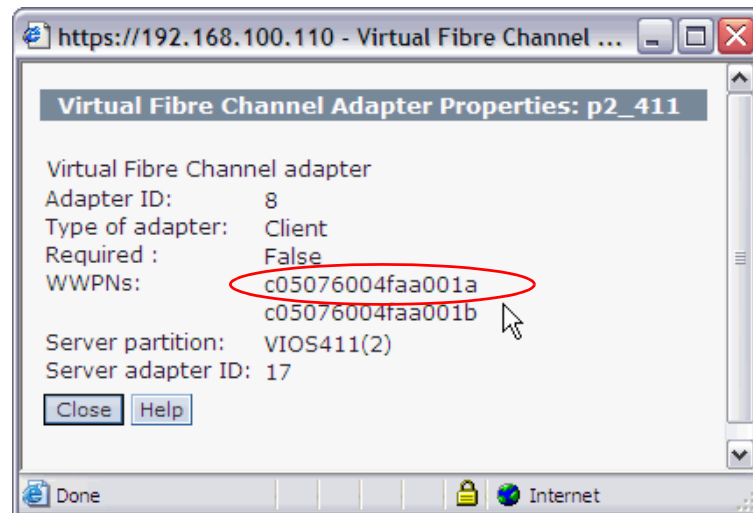 https://192.168.100.110 - Virtual Fibre Channel ...
Virtual Fibre Channel Adapter Properties: p2_411
Virtual Fibre Channel adapter
Adapter ID: 8
Type of adapter: Client
Required : False
WWPNs: c05076004faa001a
c05076004faa001b
Server partition: VIOS411(2)
Server adapter ID: 17
Close Help
Done Internet